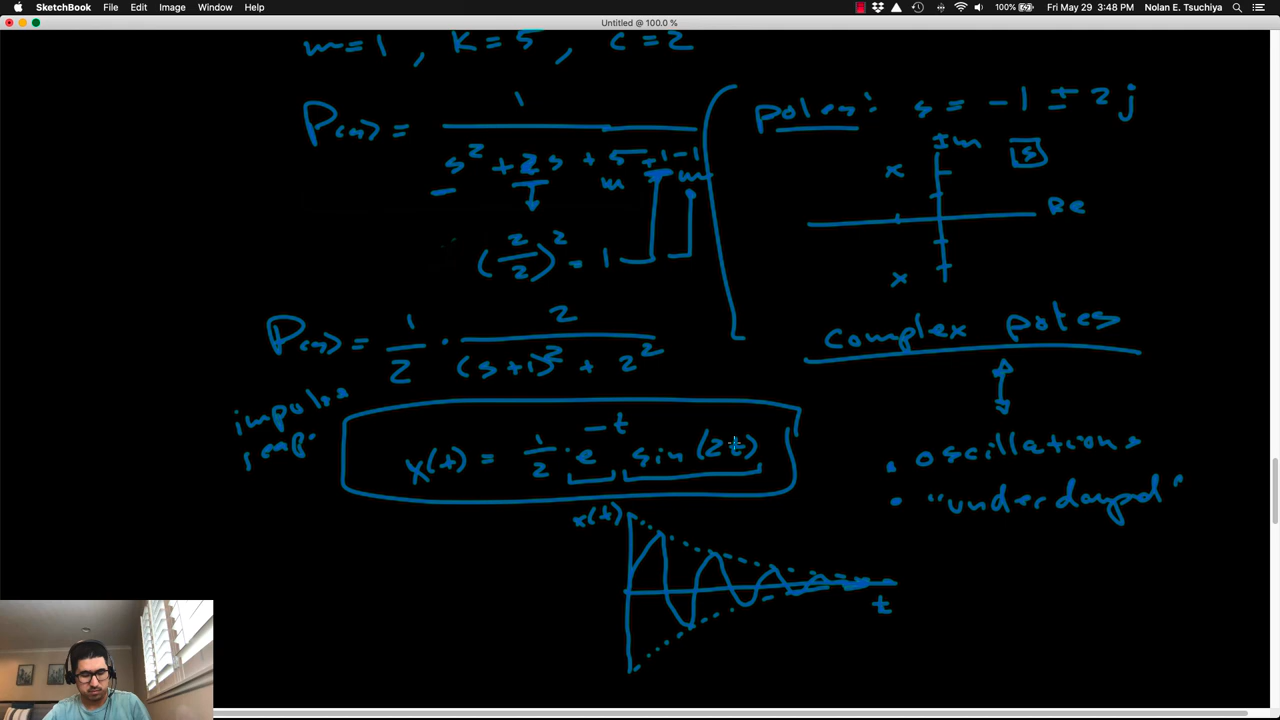 SketchBook File Edit Image Window Help 100% Fri May 29 3:48 PM Nolan E. Tsuchiya
Untitled @ 100.0 %
m=1 , K=5 , c=2
P(s) = 1 / (s² + 2s + 5 + 1 - 1)
(2/2)² = 1
poles: s = -1 ± 2j
Im
s
x
Re
x
P(s) = 1/2 · 2 / ((s+1)² + 2²)
complex poles
impulse
resp.
x(t) = 1/2 · e^-t sin(2t)
• oscillations
• "underdamped"
x(t)
t